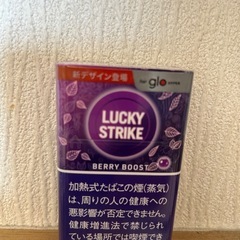 新デザイン登場
for glo series
LUCKY
STRIKE
BERRY BOOST
加熱式たばこの煙(蒸気)
は、周りの人の健康への
悪影響が否定できません。
健康増進法で禁じられ
ている場所では喫煙でき